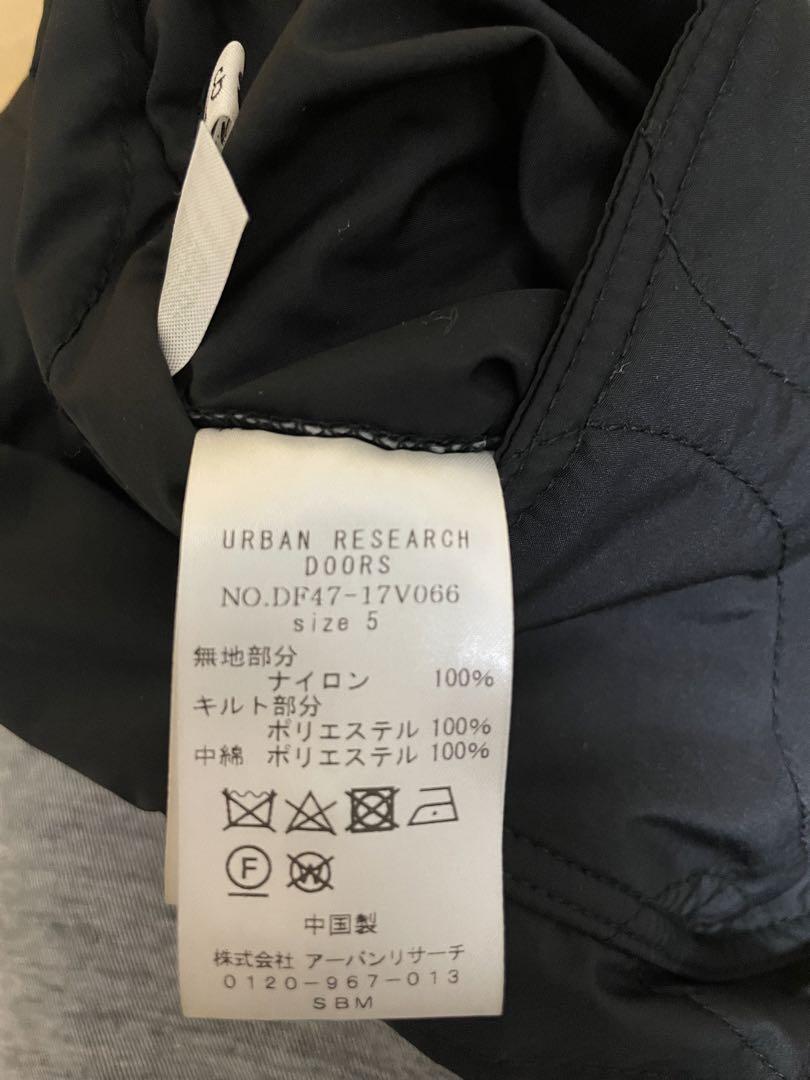 G
URBAN RESEARCH
DOORS
NO.DF47-17V066
size 5
無地部分
ナイロン 100%
キルト部分
ポリエステル 100%
中綿 ポリエステル 100%
F
W
中国製
株式会社 アーバンリサーチ
0120-967-013
SBM